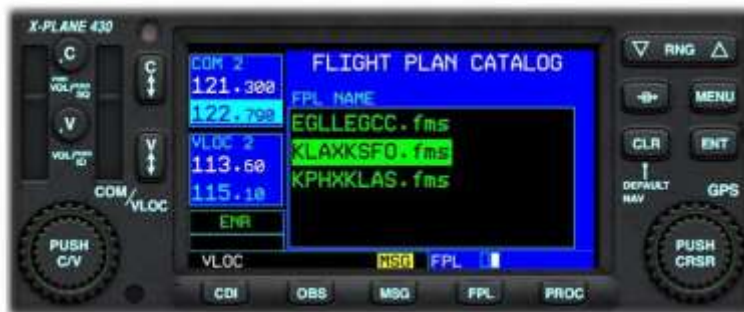 X-PLANE 430
C
PWR
VOL/PUSH
SQ
V
VOL/PUSH
ID
C
V
COM/VLOC
PUSH
C/V
COM 2
121.300
122.790
VLOC 2
113.60
115.10
ENR
VLOC
FLIGHT PLAN CATALOG
FPL NAME
EGLLEGCC.fms
KLAXKSFO.fms
KPHXKLAS.fms
MSG
FPL
CDI
OBS
MSG
FPL
PROC
RNG
MENU
CLR
ENT
DEFAULT
NAV
GPS
PUSH
CRSR